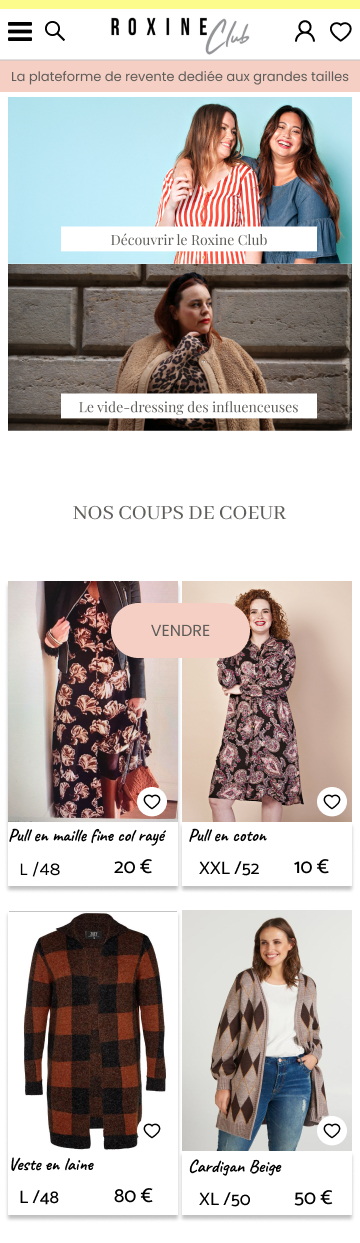 ROXINE Club
La plateforme de revente dediée aux grandes tailles
Découvrir le Roxine Club
Le vide-dressing des influenceuses
NOS COUPS DE COEUR
VENDRE
Pull en maille fine col rayé
L /48 20 €
Pull en coton
XXL /52 10 €
Veste en laine
L /48 80 €
Cardigan Beige
XL /50 50 €